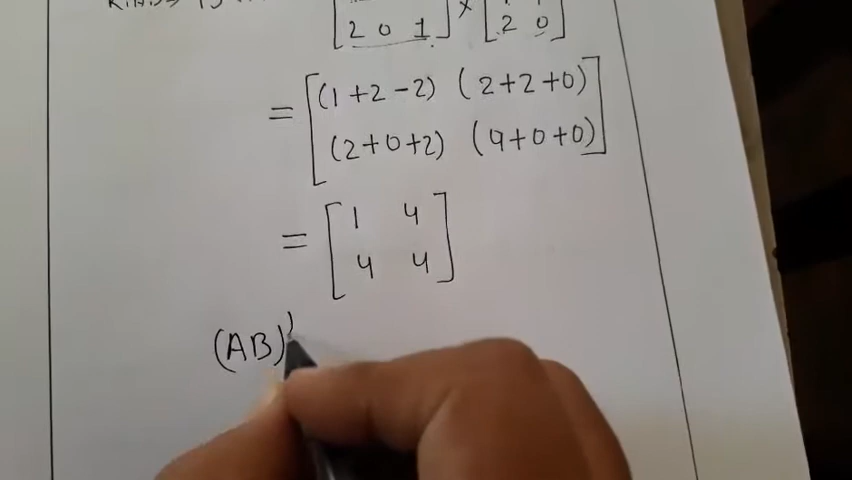 [2 0 1] × [2 0]
= [(1+2-2) (2+2+0)
(2+0+2) (4+0+0)]
= [1 4
4 4]
(AB)'